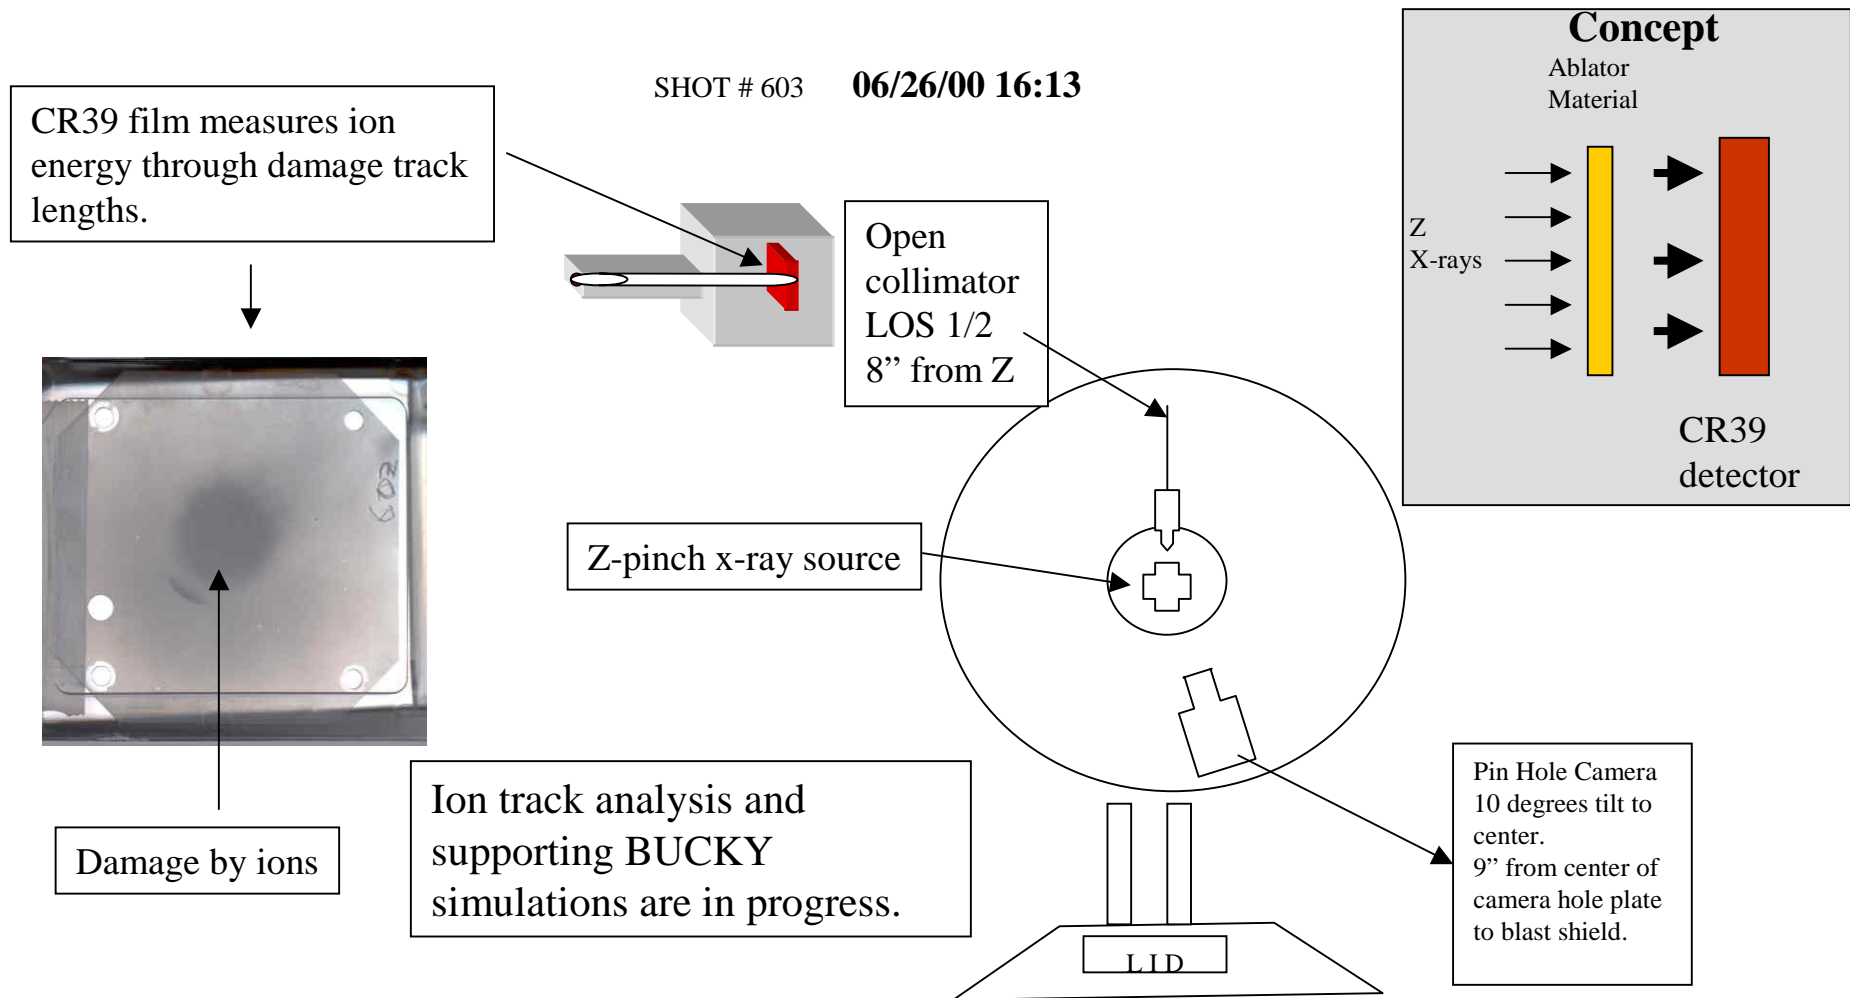 SHOT # 603 06/26/00 16:13
CR39 film measures ion
energy through damage track
lengths.
Open
collimator
LOS 1/2
8” from Z
Concept
Ablator
Material
Z
X-rays
CR39
detector
603
Z-pinch x-ray source
Damage by ions
Ion track analysis and
supporting BUCKY
simulations are in progress.
Pin Hole Camera
10 degrees tilt to
center.
9” from center of
camera hole plate
to blast shield.
LID